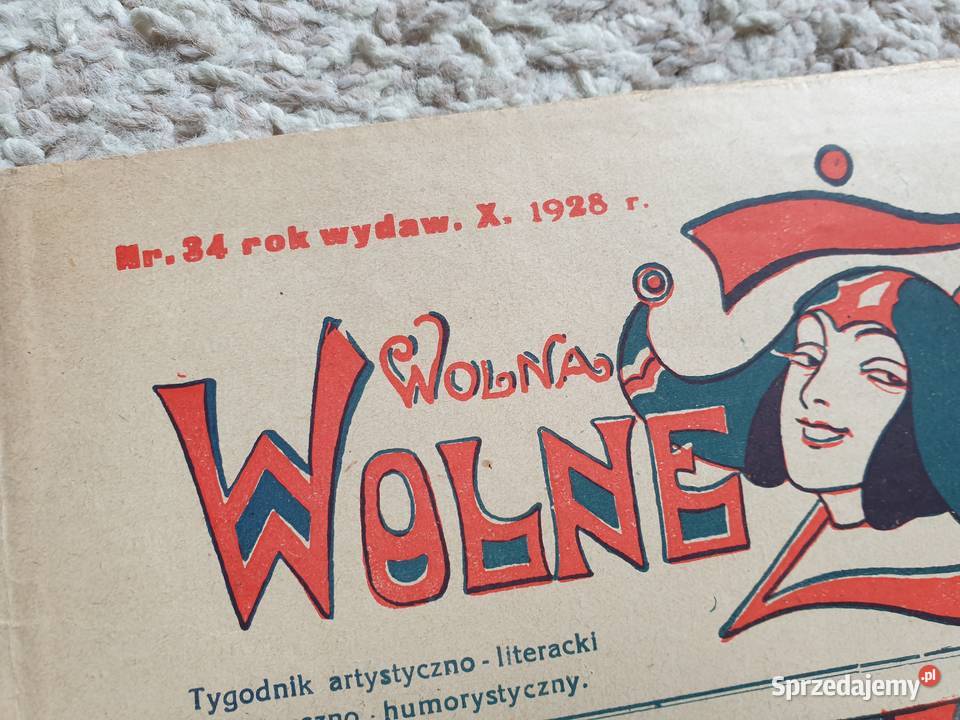 Nr. 34 rok wydaw. X. 1928 r.
WOLNA
WOLNE
Tygodnik artystyczno - literacki
humorystyczny.
Sprzedajemy.pl